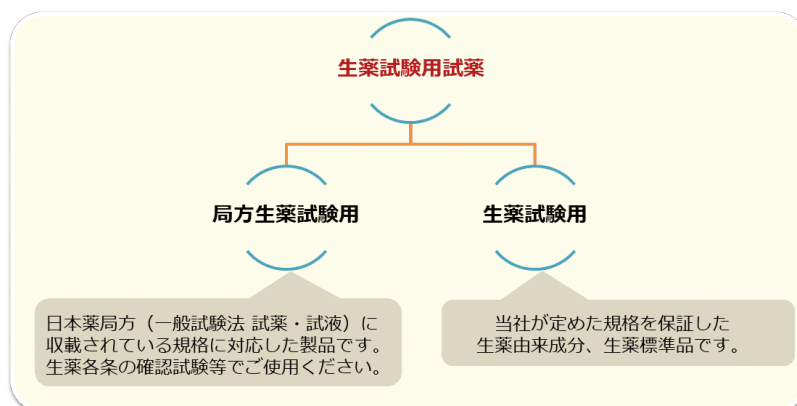 生薬試験用試薬
局方生薬試験用
生薬試験用
日本薬局方（一般試験法 試薬・試液）に
収載されている規格に対応した製品です。
生薬各条の確認試験等でご使用ください。
当社が定めた規格を保証した
生薬由来成分、生薬標準品です。